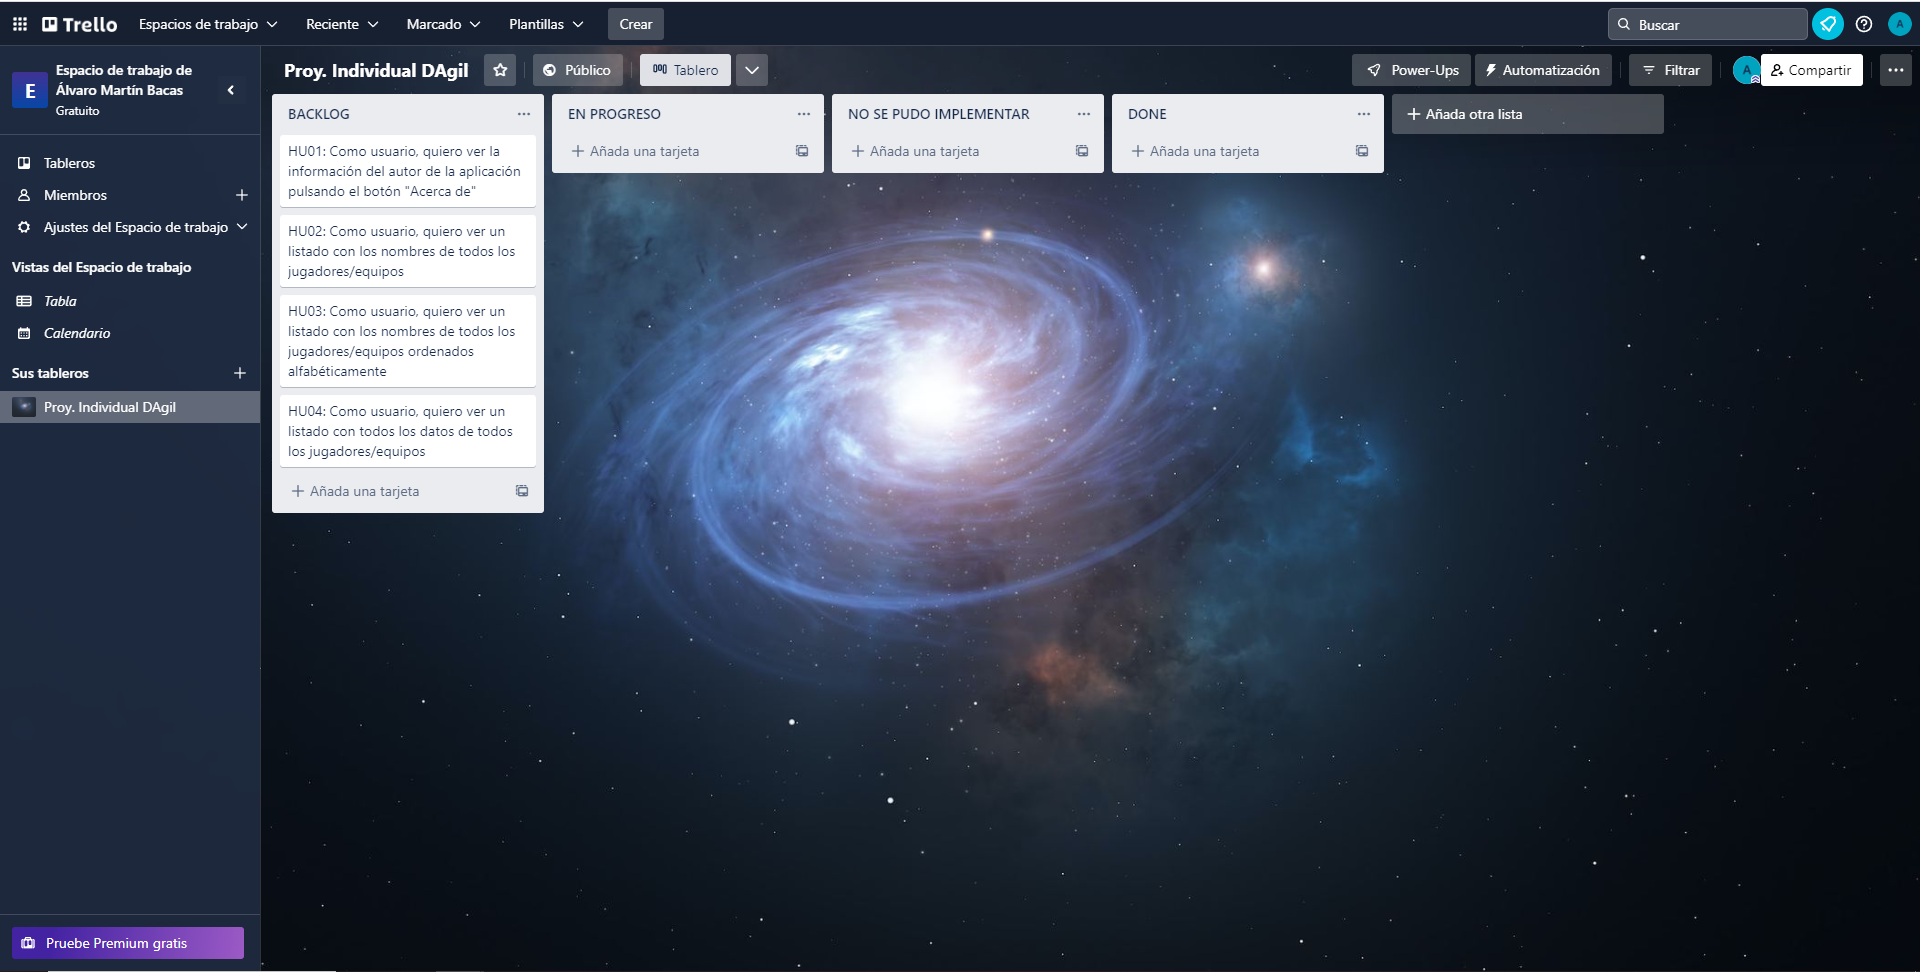 Trello
Espacios de trabajo
Reciente
Marcado
Plantillas
Crear
Buscar
A
E
Espacio de trabajo de
Álvaro Martín Bacas
Gratuito
Proy. Individual DAgil
Público
Tablero
Power-Ups
Automatización
Filtrar
A
Compartir
Tableros
Miembros
Ajustes del Espacio de trabajo
Vistas del Espacio de trabajo
Tabla
Calendario
Sus tableros
Proy. Individual DAgil
Pruebe Premium gratis
BACKLOG
HU01: Como usuario, quiero ver la
información del autor de la aplicación
pulsando el botón "Acerca de"
HU02: Como usuario, quiero ver un
listado con los nombres de todos los
jugadores/equipos
HU03: Como usuario, quiero ver un
listado con los nombres de todos los
jugadores/equipos ordenados
alfabéticamente
HU04: Como usuario, quiero ver un
listado con todos los datos de todos
los jugadores/equipos
Añada una tarjeta
EN PROGRESO
Añada una tarjeta
NO SE PUDO IMPLEMENTAR
Añada una tarjeta
DONE
Añada una tarjeta
Añada otra lista